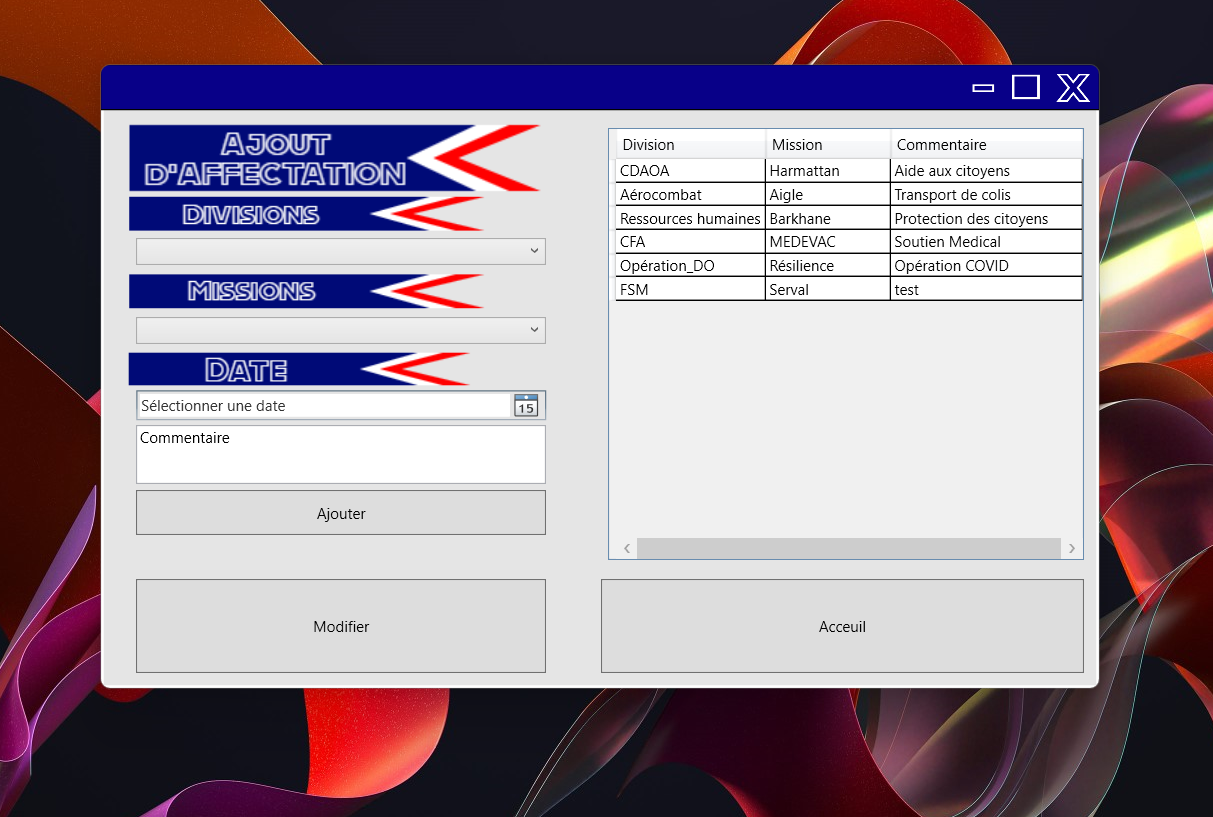 AJOUT
D'AFFECTATION
DIVISIONS
MISSIONS
DATE
Sélectionner une date
15
Commentaire
Ajouter
Modifier
Division Mission Commentaire
CDAOA Harmattan Aide aux citoyens
Aérocombat Aigle Transport de colis
Ressources humaines Barkhane Protection des citoyens
CFA MEDEVAC Soutien Medical
Opération_DO Résilience Opération COVID
FSM Serval test
Acceuil